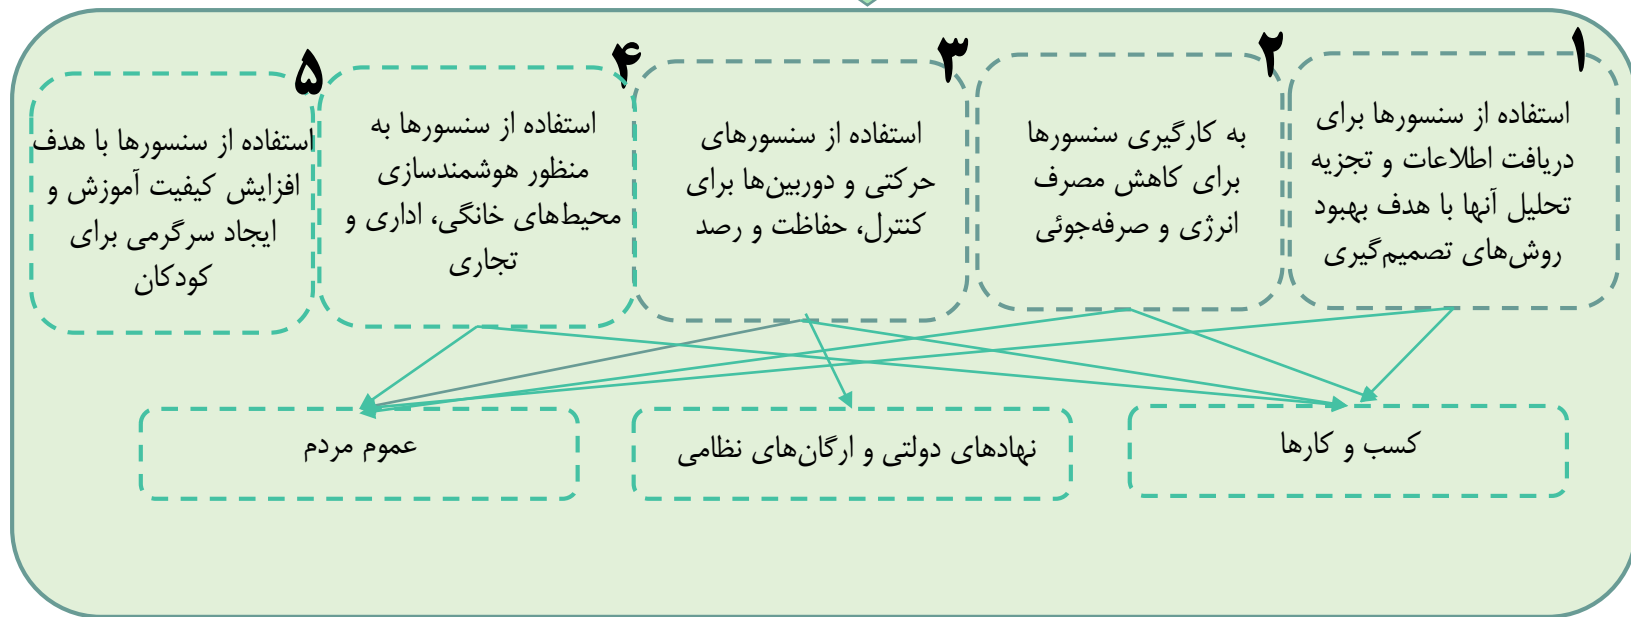 ۱
استفاده از سنسورها برای
دریافت اطلاعات و تجزیه
تحلیل آنها با هدف بهبود
روش‌های تصمیم‌گیری
۲
به کارگیری سنسورها
برای کاهش مصرف
انرژی و صرفه‌جوئی
۳
استفاده از سنسورهای
حرکتی و دوربین‌ها برای
کنترل، حفاظت و رصد
۴
استفاده از سنسورها به
منظور هوشمندسازی
محیط‌های خانگی، اداری و
تجاری
۵
استفاده از سنسورها با هدف
افزایش کیفیت آموزش و
ایجاد سرگرمی برای
کودکان
کسب و کارها
نهادهای دولتی و ارگان‌های نظامی
عموم مردم